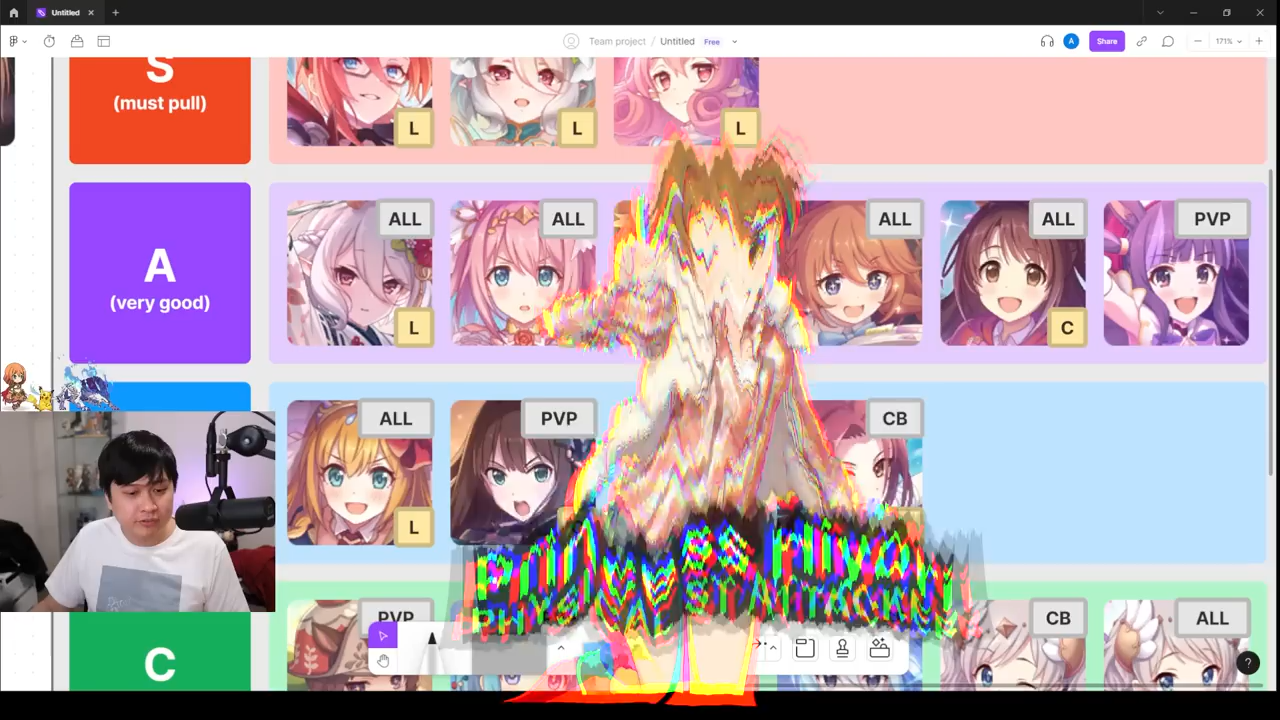 Untitled
Team project / Untitled Free
A
Share
171%
S
(must pull)
L
L
L
A
(very good)
ALL
ALL
ALL
ALL
PVP
L
C
ALL
PVP
CB
L
C
PVP
CB
ALL
?